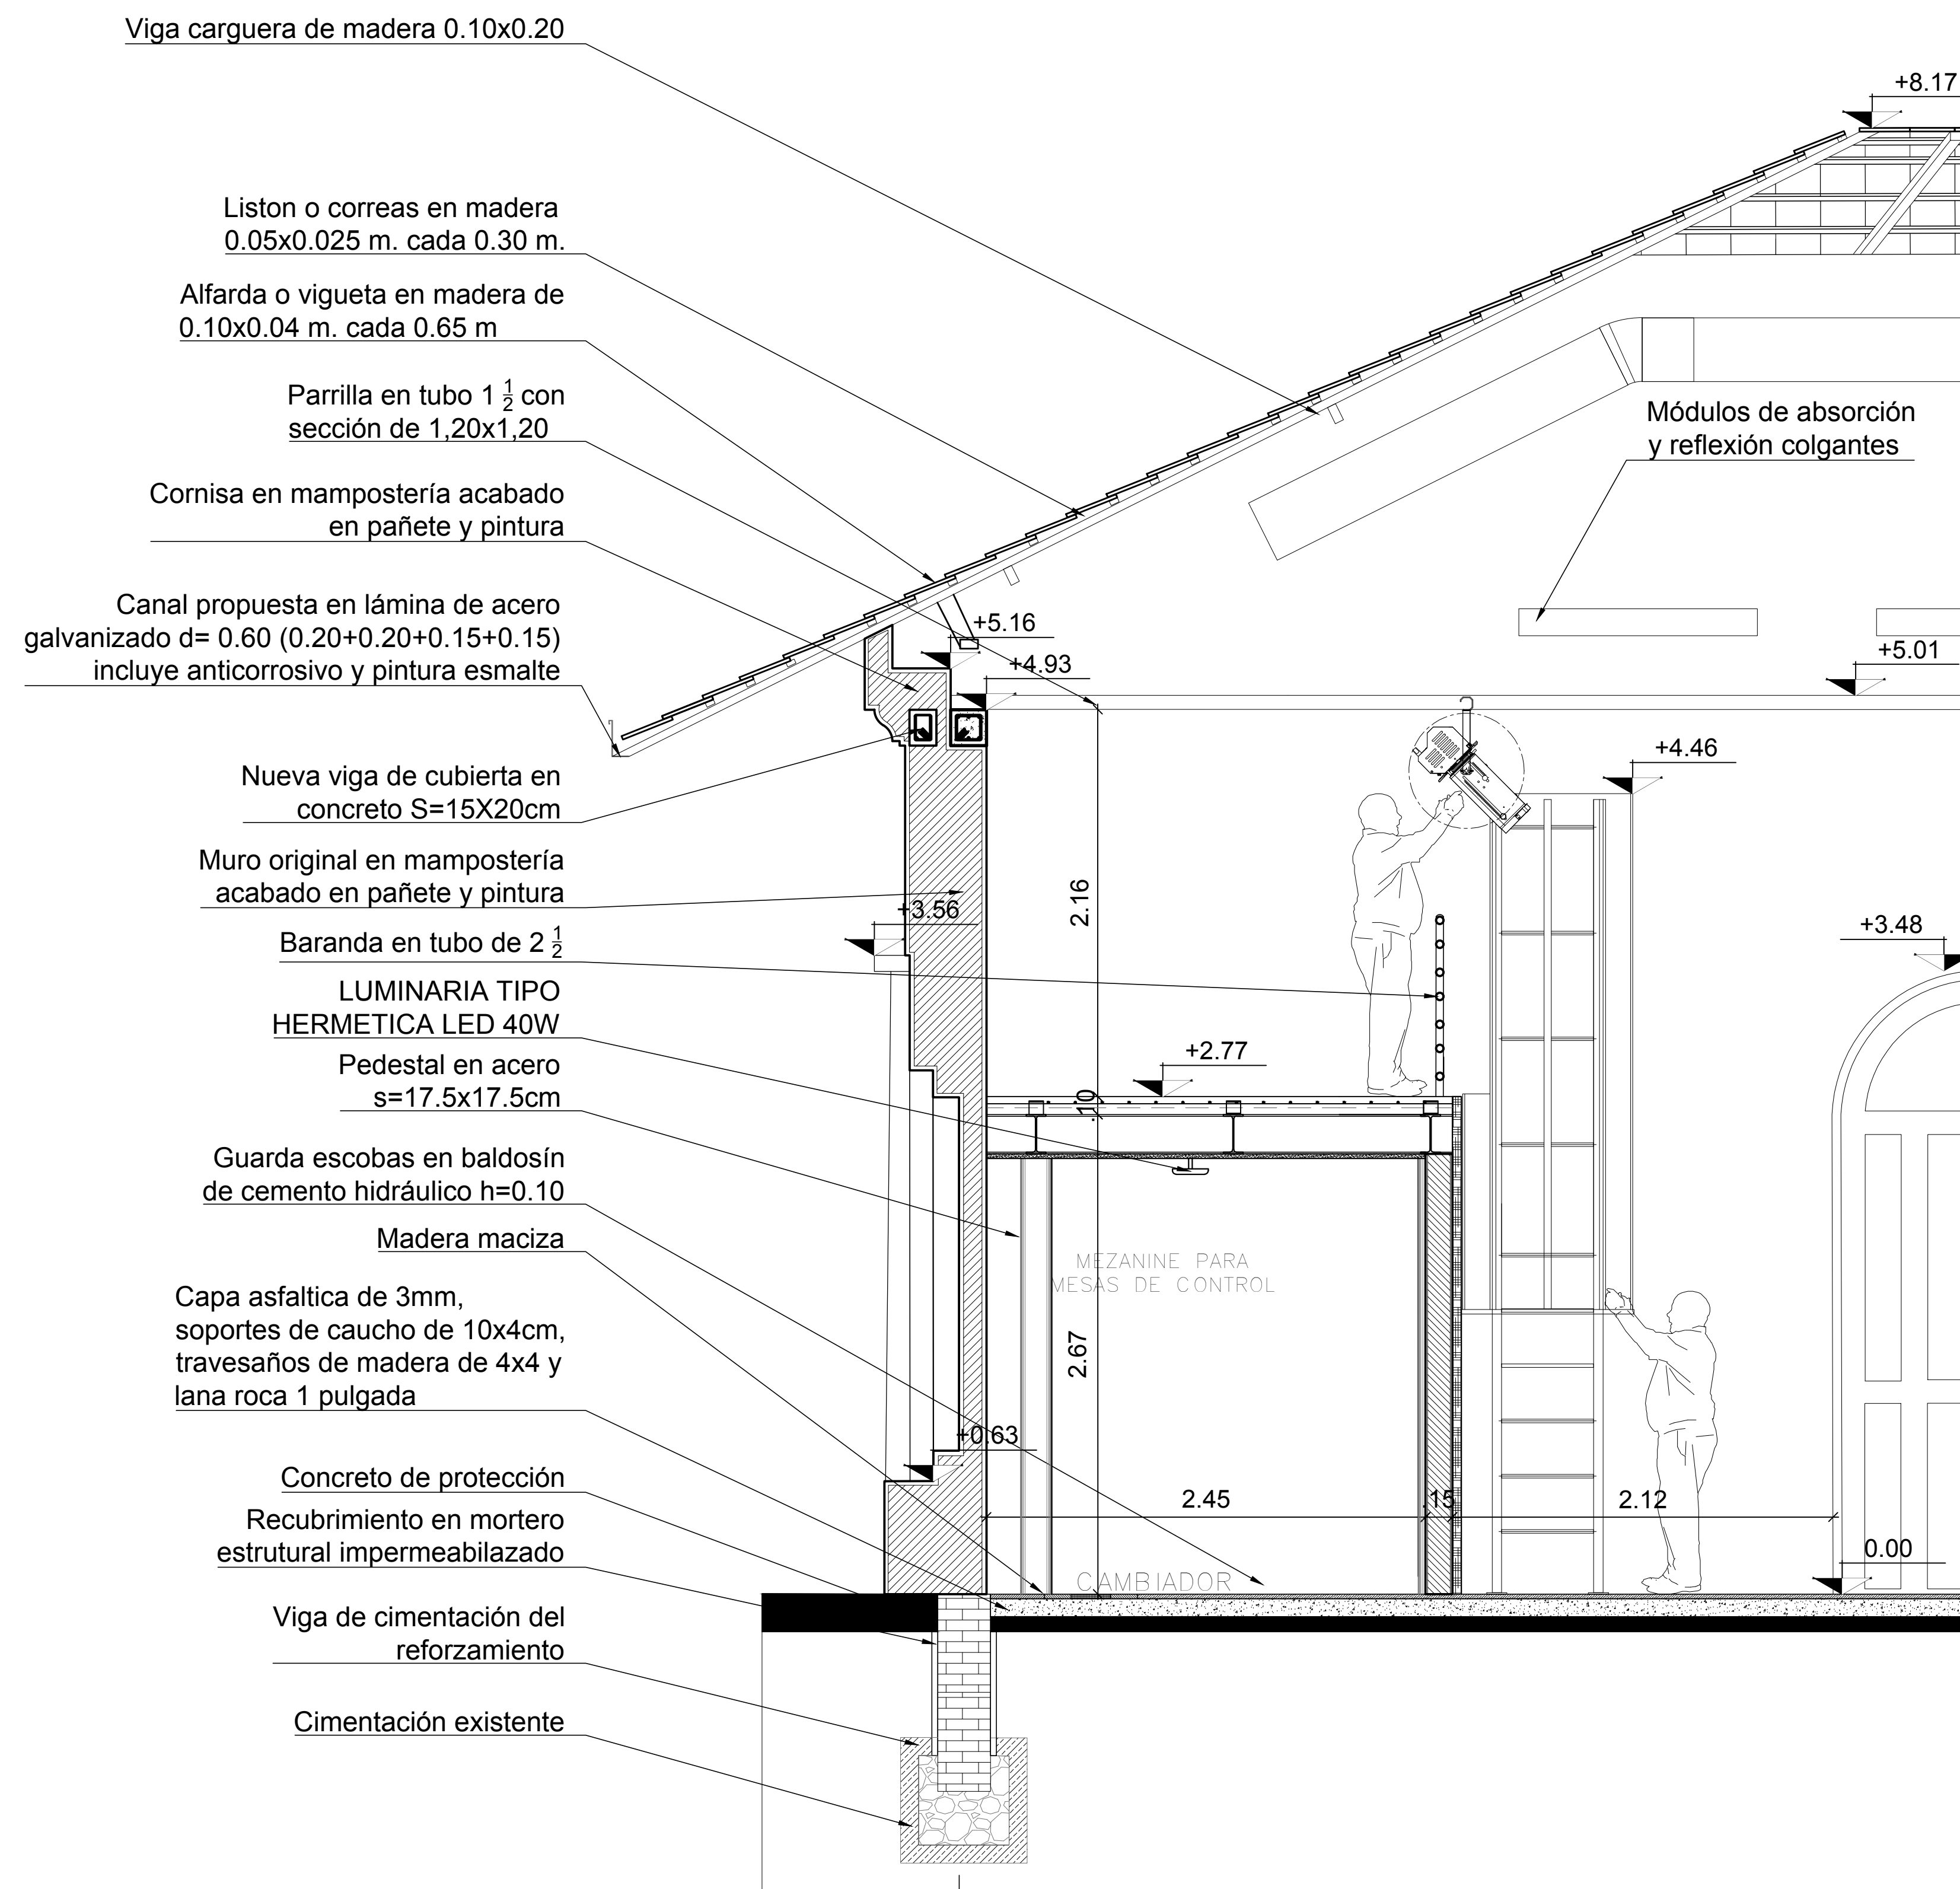 Viga carguera de madera 0.10x0.20
+8.17
Liston o correas en madera
0.05x0.025 m. cada 0.30 m.
Alfarda o vigueta en madera de
0.10x0.04 m. cada 0.65 m
Parrilla en tubo 1 1/2 con
sección de 1,20x1,20
Módulos de absorción
y reflexión colgantes
Cornisa en mampostería acabado
en pañete y pintura
Canal propuesta en lámina de acero
galvanizado d= 0.60 (0.20+0.20+0.15+0.15)
incluye anticorrosivo y pintura esmalte
+5.16
+4.93
+5.01
+4.46
Nueva viga de cubierta en
concreto S=15X20cm
Muro original en mampostería
acabado en pañete y pintura
+3.56
2.16
+3.48
Baranda en tubo de 2 1/2
LUMINARIA TIPO
HERMETICA LED 40W
+2.77
.10
Pedestal en acero
s=17.5x17.5cm
Guarda escobas en baldosín
de cemento hidráulico h=0.10
Madera maciza
MEZANINE PARA
MESAS DE CONTROL
2.67
Capa asfaltica de 3mm,
soportes de caucho de 10x4cm,
travesaños de madera de 4x4 y
lana roca 1 pulgada
+0.63
Concreto de protección
2.45
.15
2.12
Recubrimiento en mortero
estrutural impermeabilazado
0.00
CAMBIADOR
Viga de cimentación del
reforzamiento
Cimentación existente